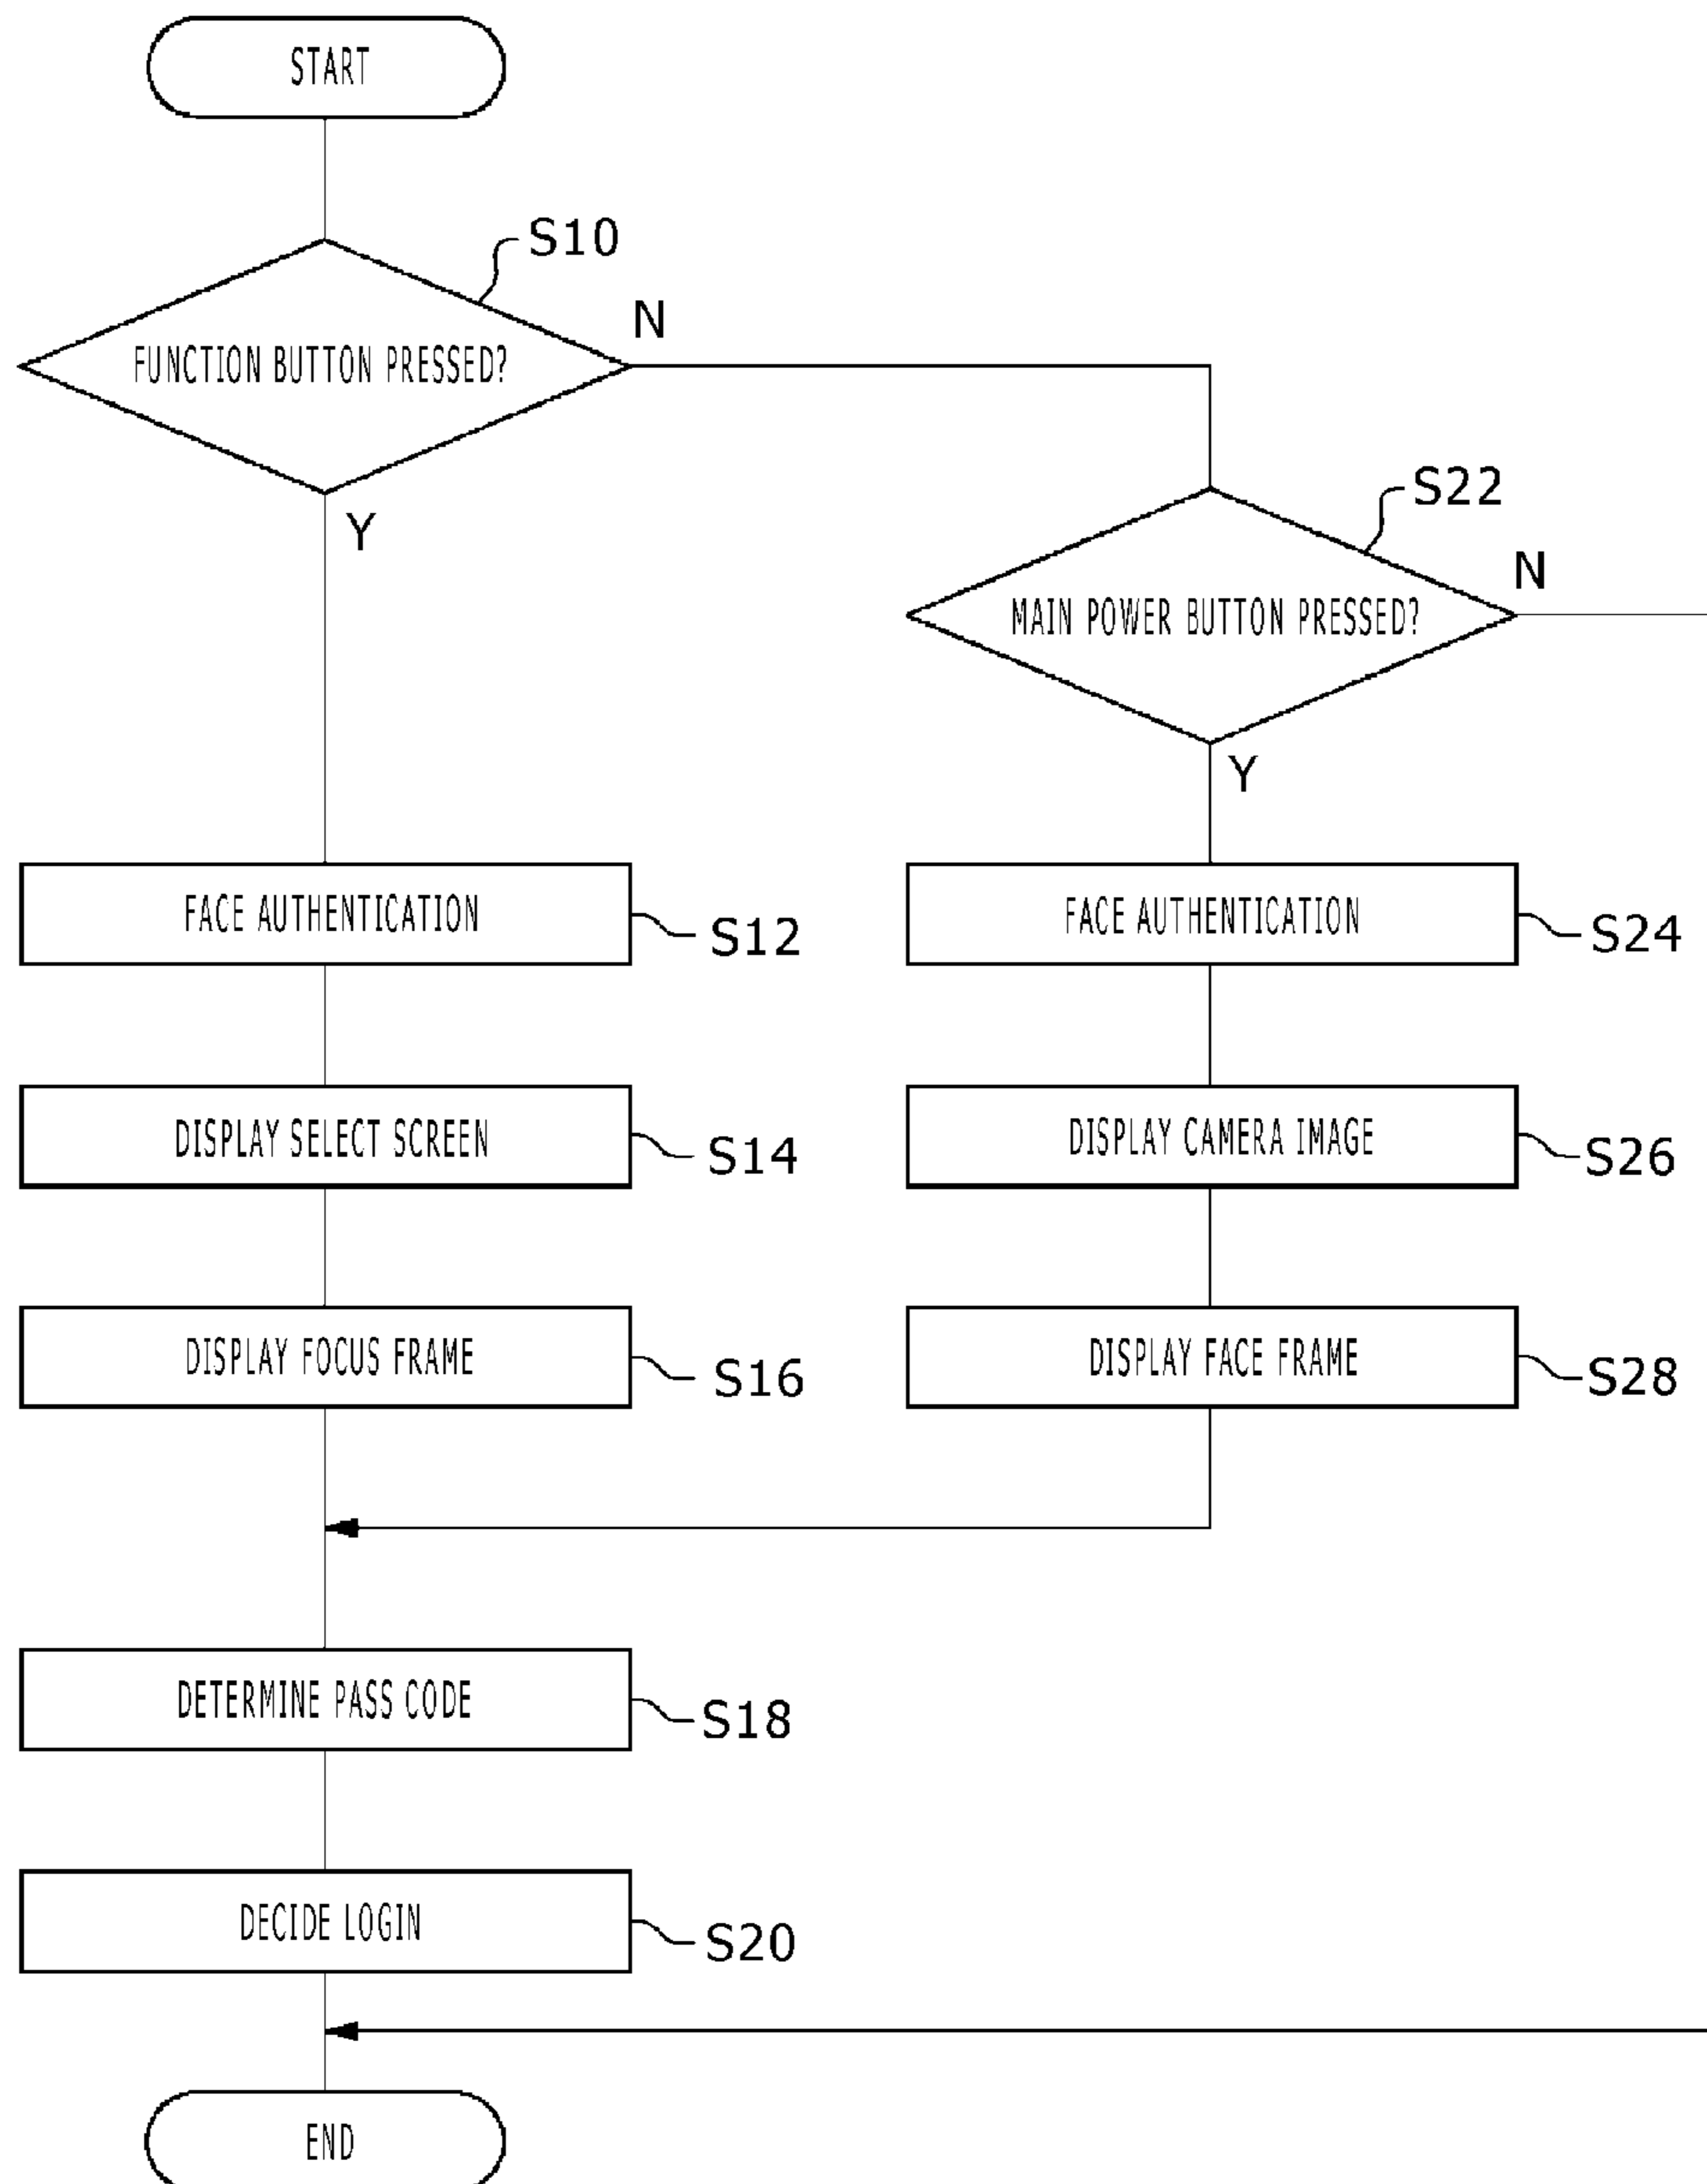 START
S10
N
FUNCTION BUTTON PRESSED?
Y
S22
N
MAIN POWER BUTTON PRESSED?
Y
FACE AUTHENTICATION
S12
FACE AUTHENTICATION
S24
DISPLAY SELECT SCREEN
S14
DISPLAY CAMERA IMAGE
S26
DISPLAY FOCUS FRAME
S16
DISPLAY FACE FRAME
S28
DETERMINE PASS CODE
S18
DECIDE LOGIN
S20
END